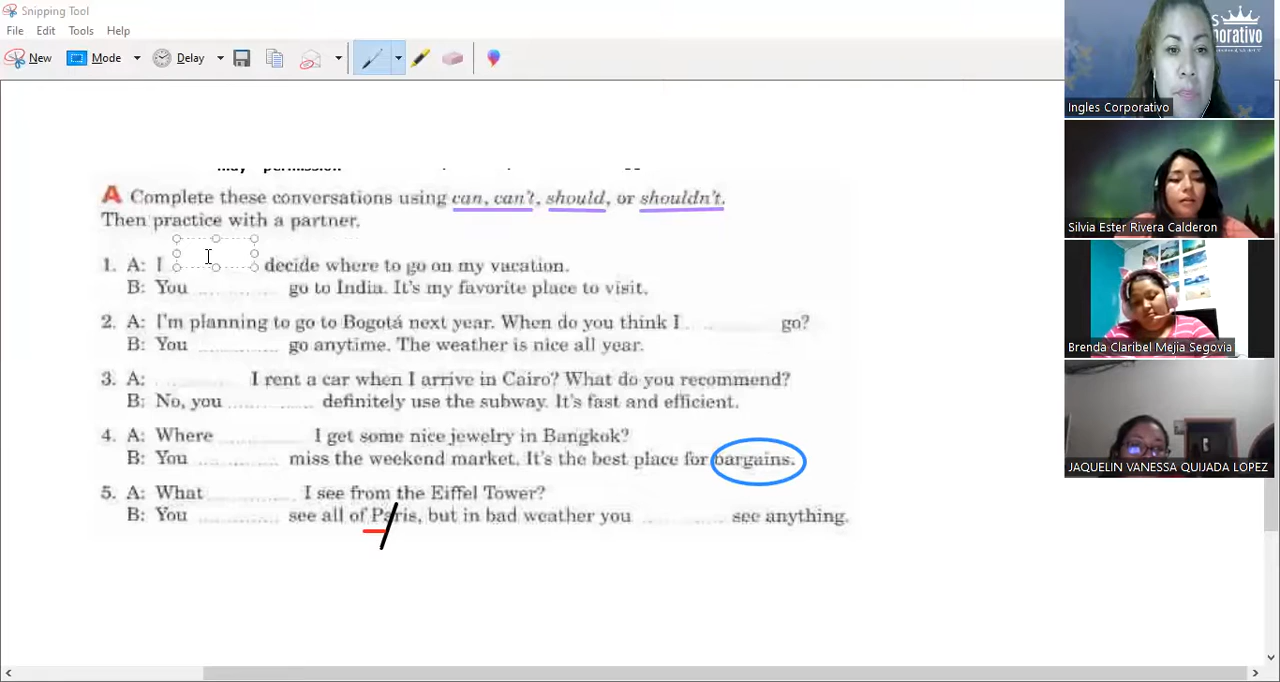 Snipping Tool
File Edit Tools Help
New Mode Delay
may permission
A Complete these conversations using can, can't, should, or shouldn't.
Then practice with a partner.
1. A: I decide where to go on my vacation.
B: You go to India. It's my favorite place to visit.
2. A: I'm planning to go to Bogotá next year. When do you think I go?
B: You go anytime. The weather is nice all year.
3. A: I rent a car when I arrive in Cairo? What do you recommend?
B: No, you definitely use the subway. It's fast and efficient.
4. A: Where I get some nice jewelry in Bangkok?
B: You miss the weekend market. It's the best place for bargains.
5. A: What I see from the Eiffel Tower?
B: You see all of Paris, but in bad weather you see anything.
Ingles Corporativo
Silvia Ester Rivera Calderon
Brenda Claribel Mejia Segovia
JAQUELIN VANESSA QUIJADA LOPEZ